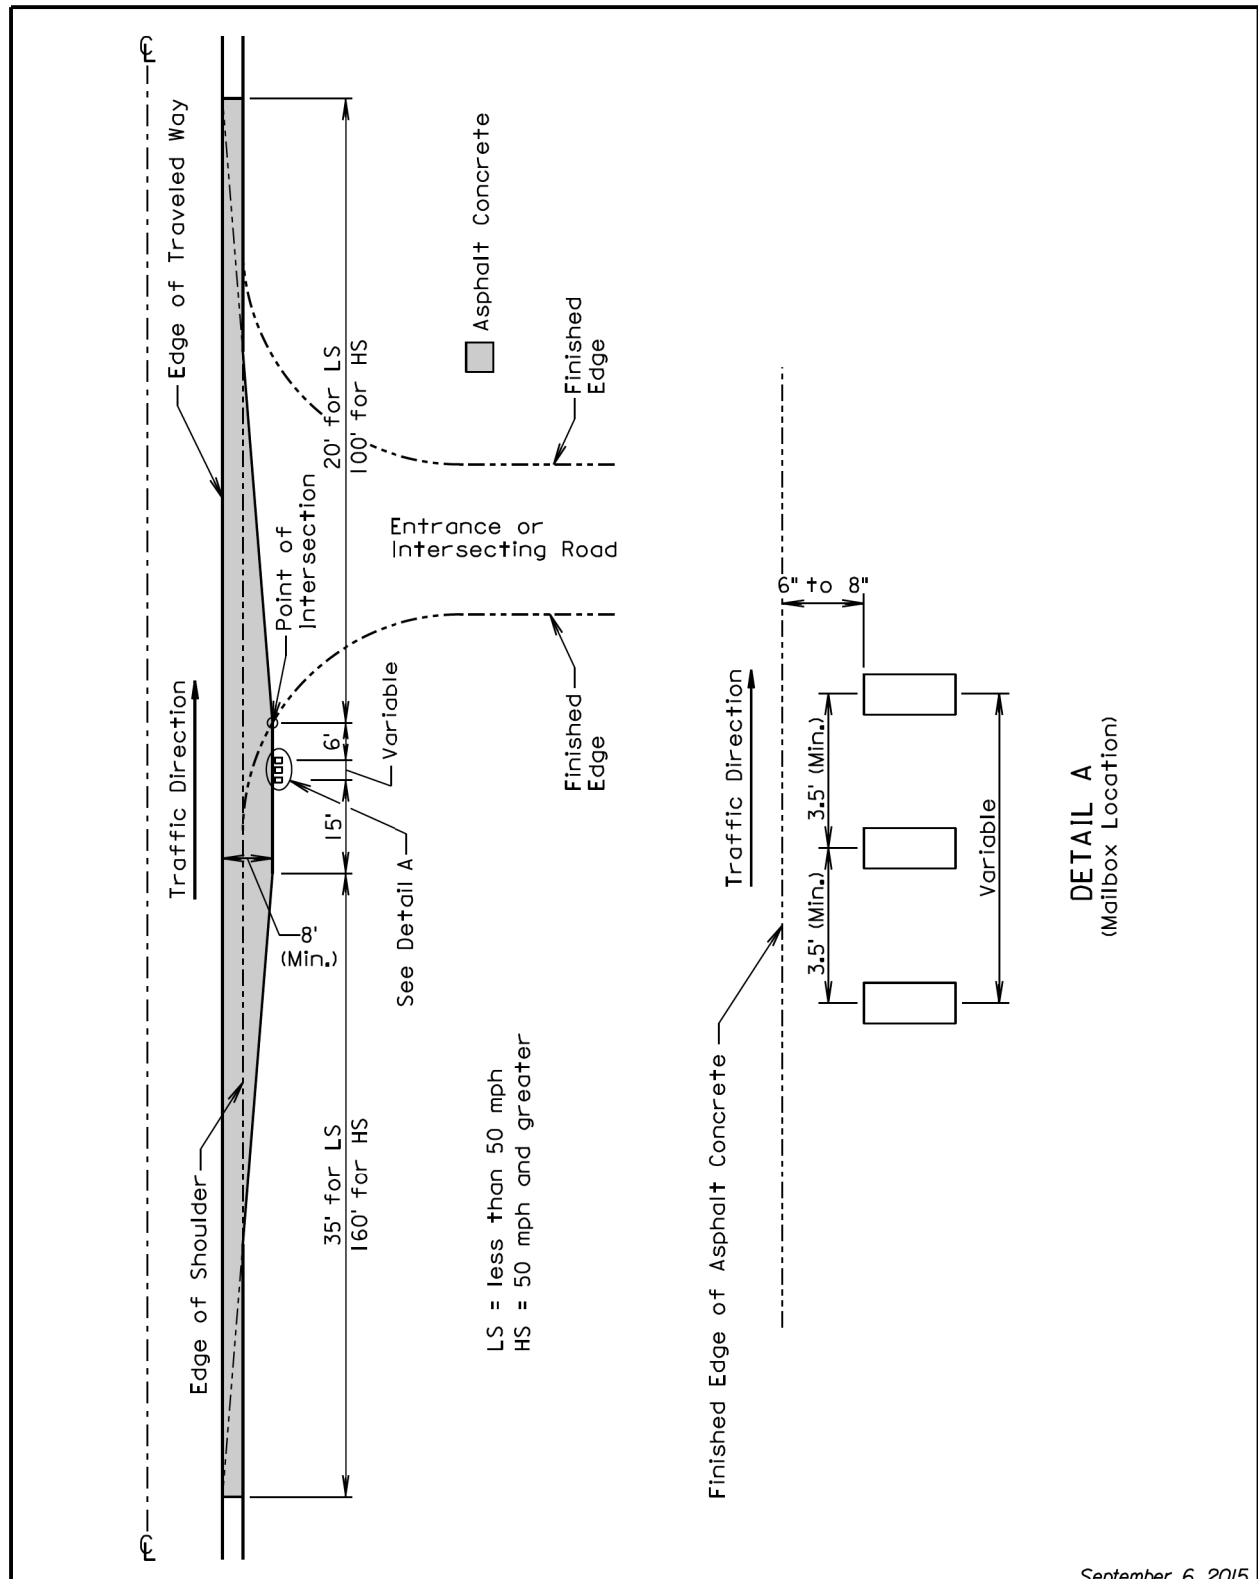 ℄
Edge of Traveled Way
Asphalt Concrete
20' for LS
100' for HS
Finished
Edge
Point of
Intersection
Entrance or
Intersecting Road
Traffic Direction
6'
Variable
15'
Finished
Edge
8'
(Min.)
See Detail A
Edge of Shoulder
35' for LS
160' for HS
LS = less than 50 mph
HS = 50 mph and greater
℄
6" to 8"
Traffic Direction
3.5' (Min.)
3.5' (Min.)
Variable
Finished Edge of Asphalt Concrete
DETAIL A
(Mailbox Location)
September 6, 2015